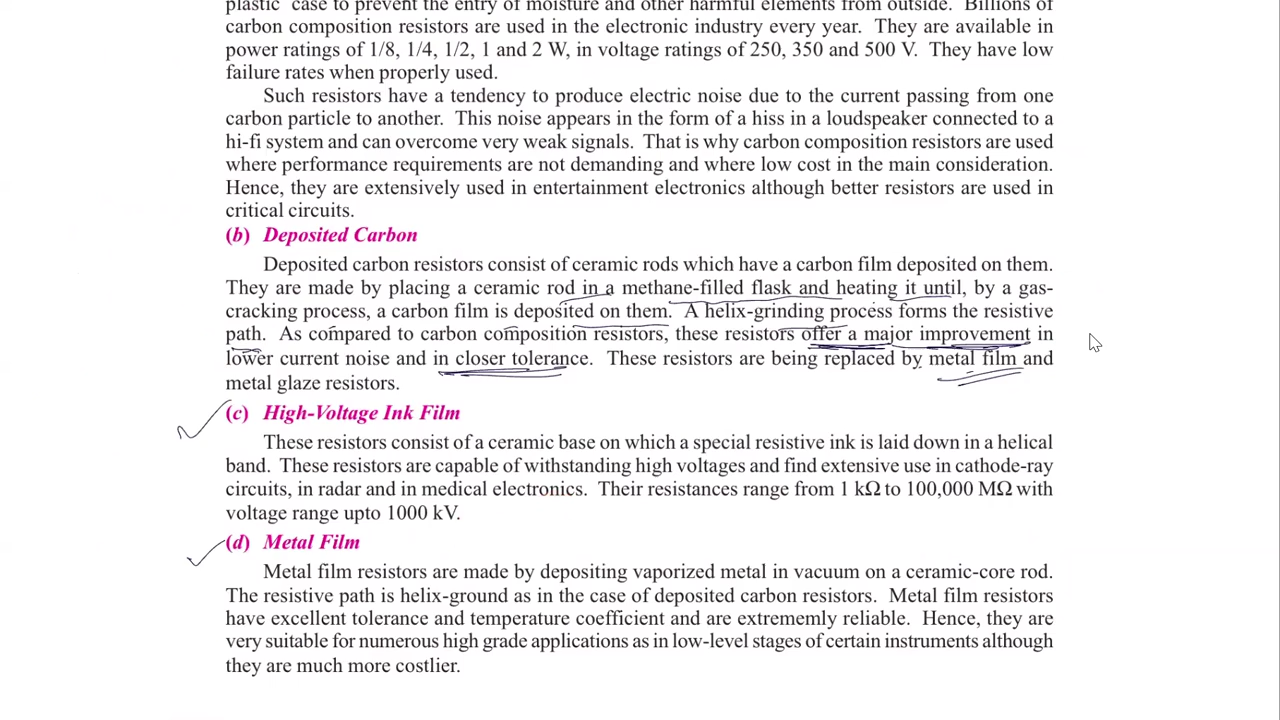 plastic case to prevent the entry of moisture and other harmful elements from outside. Billions of
carbon composition resistors are used in the electronic industry every year. They are available in
power ratings of 1/8, 1/4, 1/2, 1 and 2 W, in voltage ratings of 250, 350 and 500 V. They have low
failure rates when properly used.
Such resistors have a tendency to produce electric noise due to the current passing from one
carbon particle to another. This noise appears in the form of a hiss in a loudspeaker connected to a
hi-fi system and can overcome very weak signals. That is why carbon composition resistors are used
where performance requirements are not demanding and where low cost in the main consideration.
Hence, they are extensively used in entertainment electronics although better resistors are used in
critical circuits.
(b) Deposited Carbon
Deposited carbon resistors consist of ceramic rods which have a carbon film deposited on them.
They are made by placing a ceramic rod in a methane-filled flask and heating it until, by a gas-
cracking process, a carbon film is deposited on them. A helix-grinding process forms the resistive
path. As compared to carbon composition resistors, these resistors offer a major improvement in
lower current noise and in closer tolerance. These resistors are being replaced by metal film and
metal glaze resistors.
(c) High-Voltage Ink Film
These resistors consist of a ceramic base on which a special resistive ink is laid down in a helical
band. These resistors are capable of withstanding high voltages and find extensive use in cathode-ray
circuits, in radar and in medical electronics. Their resistances range from 1 kΩ to 100,000 MΩ with
voltage range upto 1000 kV.
(d) Metal Film
Metal film resistors are made by depositing vaporized metal in vacuum on a ceramic-core rod.
The resistive path is helix-ground as in the case of deposited carbon resistors. Metal film resistors
have excellent tolerance and temperature coefficient and are extrememly reliable. Hence, they are
very suitable for numerous high grade applications as in low-level stages of certain instruments although
they are much more costlier.